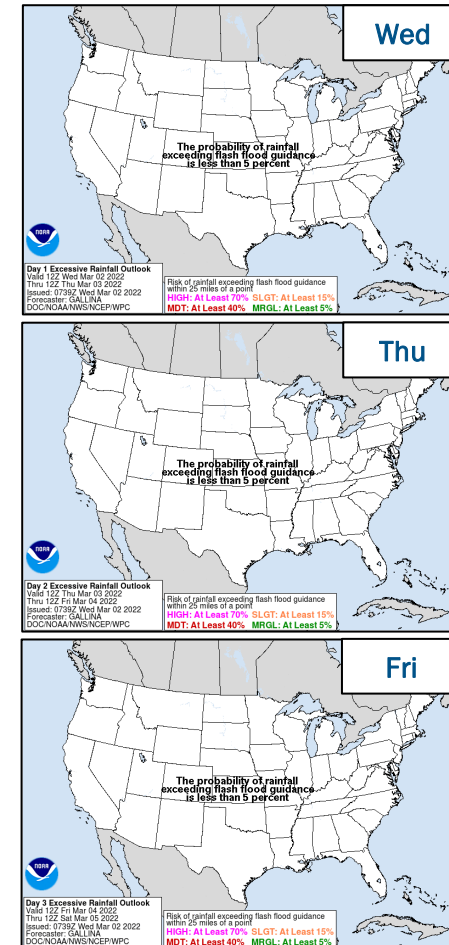 Wed
The probability of rainfall
exceeding flash flood guidance
is less than 5 percent
NOAA
Day 1 Excessive Rainfall Outlook
Valid 12Z Wed Mar 02 2022
Thru 12Z Thu Mar 03 2022
Issued: 0739Z Wed Mar 02 2022
Forecaster: GALLINA
DOC/NOAA/NWS/NCEP/WPC
Risk of rainfall exceeding flash flood guidance
within 25 miles of a point
HIGH: At Least 70% SLGT: At Least 15%
MDT: At Least 40% MRGL: At Least 5%
Thu
The probability of rainfall
exceeding flash flood guidance
is less than 5 percent
NOAA
Day 2 Excessive Rainfall Outlook
Valid 12Z Thu Mar 03 2022
Thru 12Z Fri Mar 04 2022
Issued: 0739Z Wed Mar 02 2022
Forecaster: GALLINA
DOC/NOAA/NWS/NCEP/WPC
Risk of rainfall exceeding flash flood guidance
within 25 miles of a point
HIGH: At Least 70% SLGT: At Least 15%
MDT: At Least 40% MRGL: At Least 5%
Fri
The probability of rainfall
exceeding flash flood guidance
is less than 5 percent
NOAA
Day 3 Excessive Rainfall Outlook
Valid 12Z Fri Mar 04 2022
Thru 12Z Sat Mar 05 2022
Issued: 0739Z Wed Mar 02 2022
Forecaster: GALLINA
DOC/NOAA/NWS/NCEP/WPC
Risk of rainfall exceeding flash flood guidance
within 25 miles of a point
HIGH: At Least 70% SLGT: At Least 15%
MDT: At Least 40% MRGL: At Least 5%